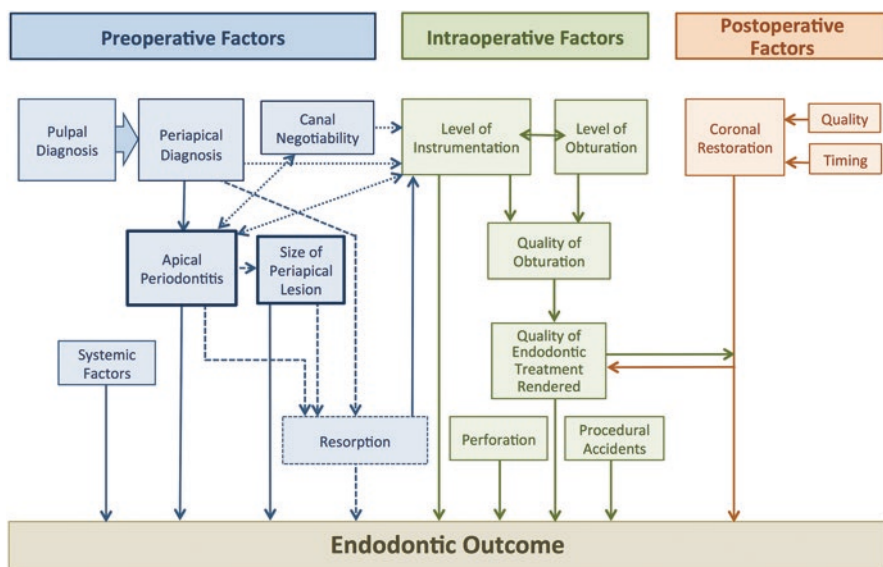 Preoperative Factors
Intraoperative Factors
Postoperative
Factors
Pulpal
Diagnosis
Periapical
Diagnosis
Canal
Negotiability
Level of
Instrumentation
Level of
Obturation
Coronal
Restoration
Quality
Timing
Apical
Periodontitis
Size of
Periapical
Lesion
Quality of
Obturation
Systemic
Factors
Quality of
Endodontic
Treatment
Rendered
Resorption
Perforation
Procedural
Accidents
Endodontic Outcome